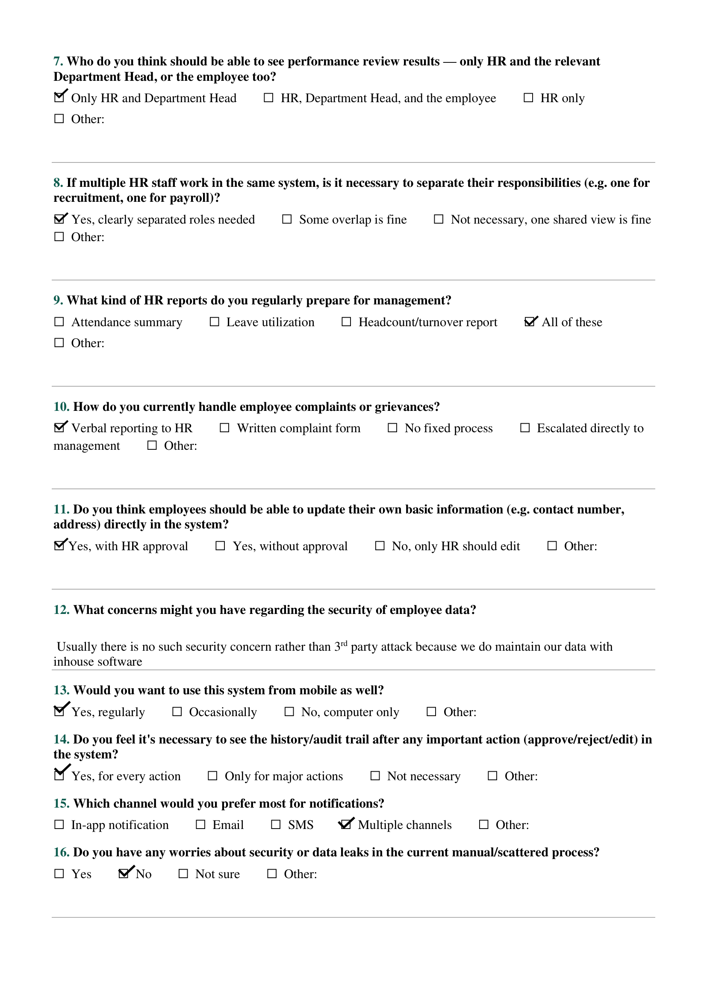 7. Who do you think should be able to see performance review results — only HR and the relevant
Department Head, or the employee too?
☑ Only HR and Department Head ☐ HR, Department Head, and the employee ☐ HR only
☐ Other:
8. If multiple HR staff work in the same system, is it necessary to separate their responsibilities (e.g. one for
recruitment, one for payroll)?
☑ Yes, clearly separated roles needed ☐ Some overlap is fine ☐ Not necessary, one shared view is fine
☐ Other:
9. What kind of HR reports do you regularly prepare for management?
☐ Attendance summary ☐ Leave utilization ☐ Headcount/turnover report ☑ All of these
☐ Other:
10. How do you currently handle employee complaints or grievances?
☑ Verbal reporting to HR ☐ Written complaint form ☐ No fixed process ☐ Escalated directly to
management ☐ Other:
11. Do you think employees should be able to update their own basic information (e.g. contact number,
address) directly in the system?
☑ Yes, with HR approval ☐ Yes, without approval ☐ No, only HR should edit ☐ Other:
12. What concerns might you have regarding the security of employee data?
Usually there is no such security concern rather than 3rd party attack because we do maintain our data with
inhouse software
13. Would you want to use this system from mobile as well?
☑ Yes, regularly ☐ Occasionally ☐ No, computer only ☐ Other:
14. Do you feel it's necessary to see the history/audit trail after any important action (approve/reject/edit) in
the system?
☑ Yes, for every action ☐ Only for major actions ☐ Not necessary ☐ Other:
15. Which channel would you prefer most for notifications?
☐ In-app notification ☐ Email ☐ SMS ☑ Multiple channels ☐ Other:
16. Do you have any worries about security or data leaks in the current manual/scattered process?
☐ Yes ☑ No ☐ Not sure ☐ Other: